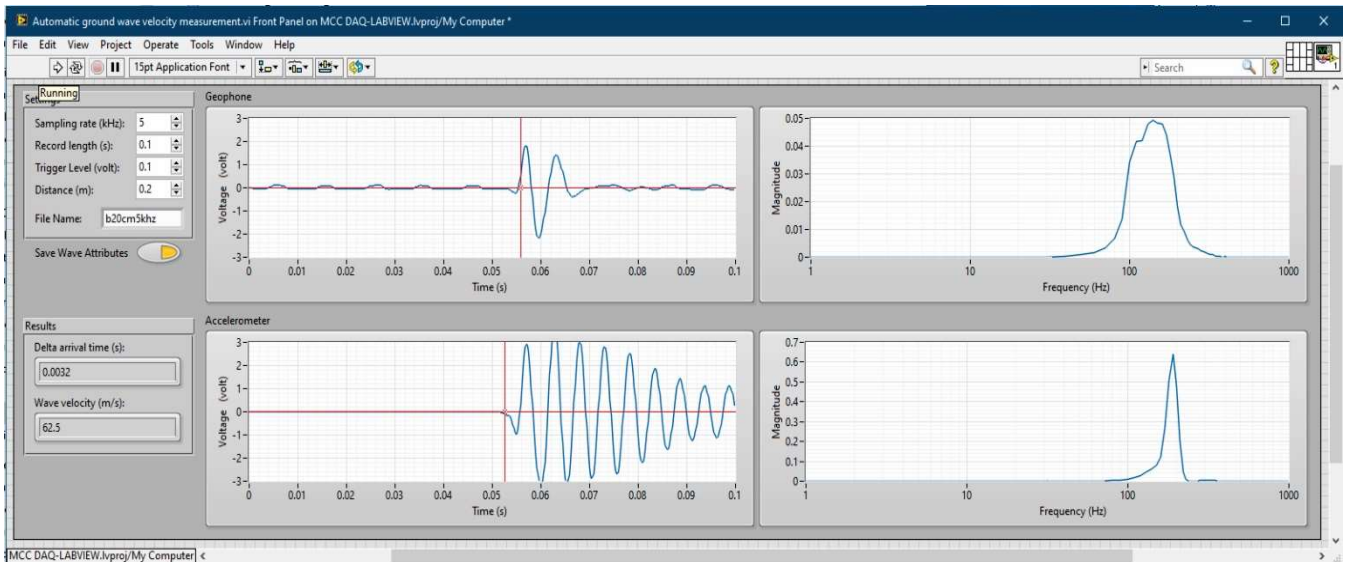 Automatic ground wave velocity measurement.vi Front Panel on MCC DAQ-LABVIEW.lvproj/My Computer *
File Edit View Project Operate Tools Window Help
15pt Application Font
Search
Running
Sampling rate (kHz): 5
Record length (s): 0.1
Trigger Level (volt): 0.1
Distance (m): 0.2
File Name: b20cm5khz
Save Wave Attributes
Results
Delta arrival time (s):
0.0032
Wave velocity (m/s):
62.5
Geophone
Voltage (volt)
3
2
1
0
-1
-2
-3
0 0.01 0.02 0.03 0.04 0.05 0.06 0.07 0.08 0.09 0.1
Time (s)
Magnitude
0.05
0.04
0.03
0.02
0.01
0
1 10 100 1000
Frequency (Hz)
Accelerometer
Voltage (volt)
3
2
1
0
-1
-2
-3
0 0.01 0.02 0.03 0.04 0.05 0.06 0.07 0.08 0.09 0.1
Time (s)
Magnitude
0.7
0.6
0.5
0.4
0.3
0.2
0.1
0
1 10 100 1000
Frequency (Hz)
MCC DAQ-LABVIEW.lvproj/My Computer